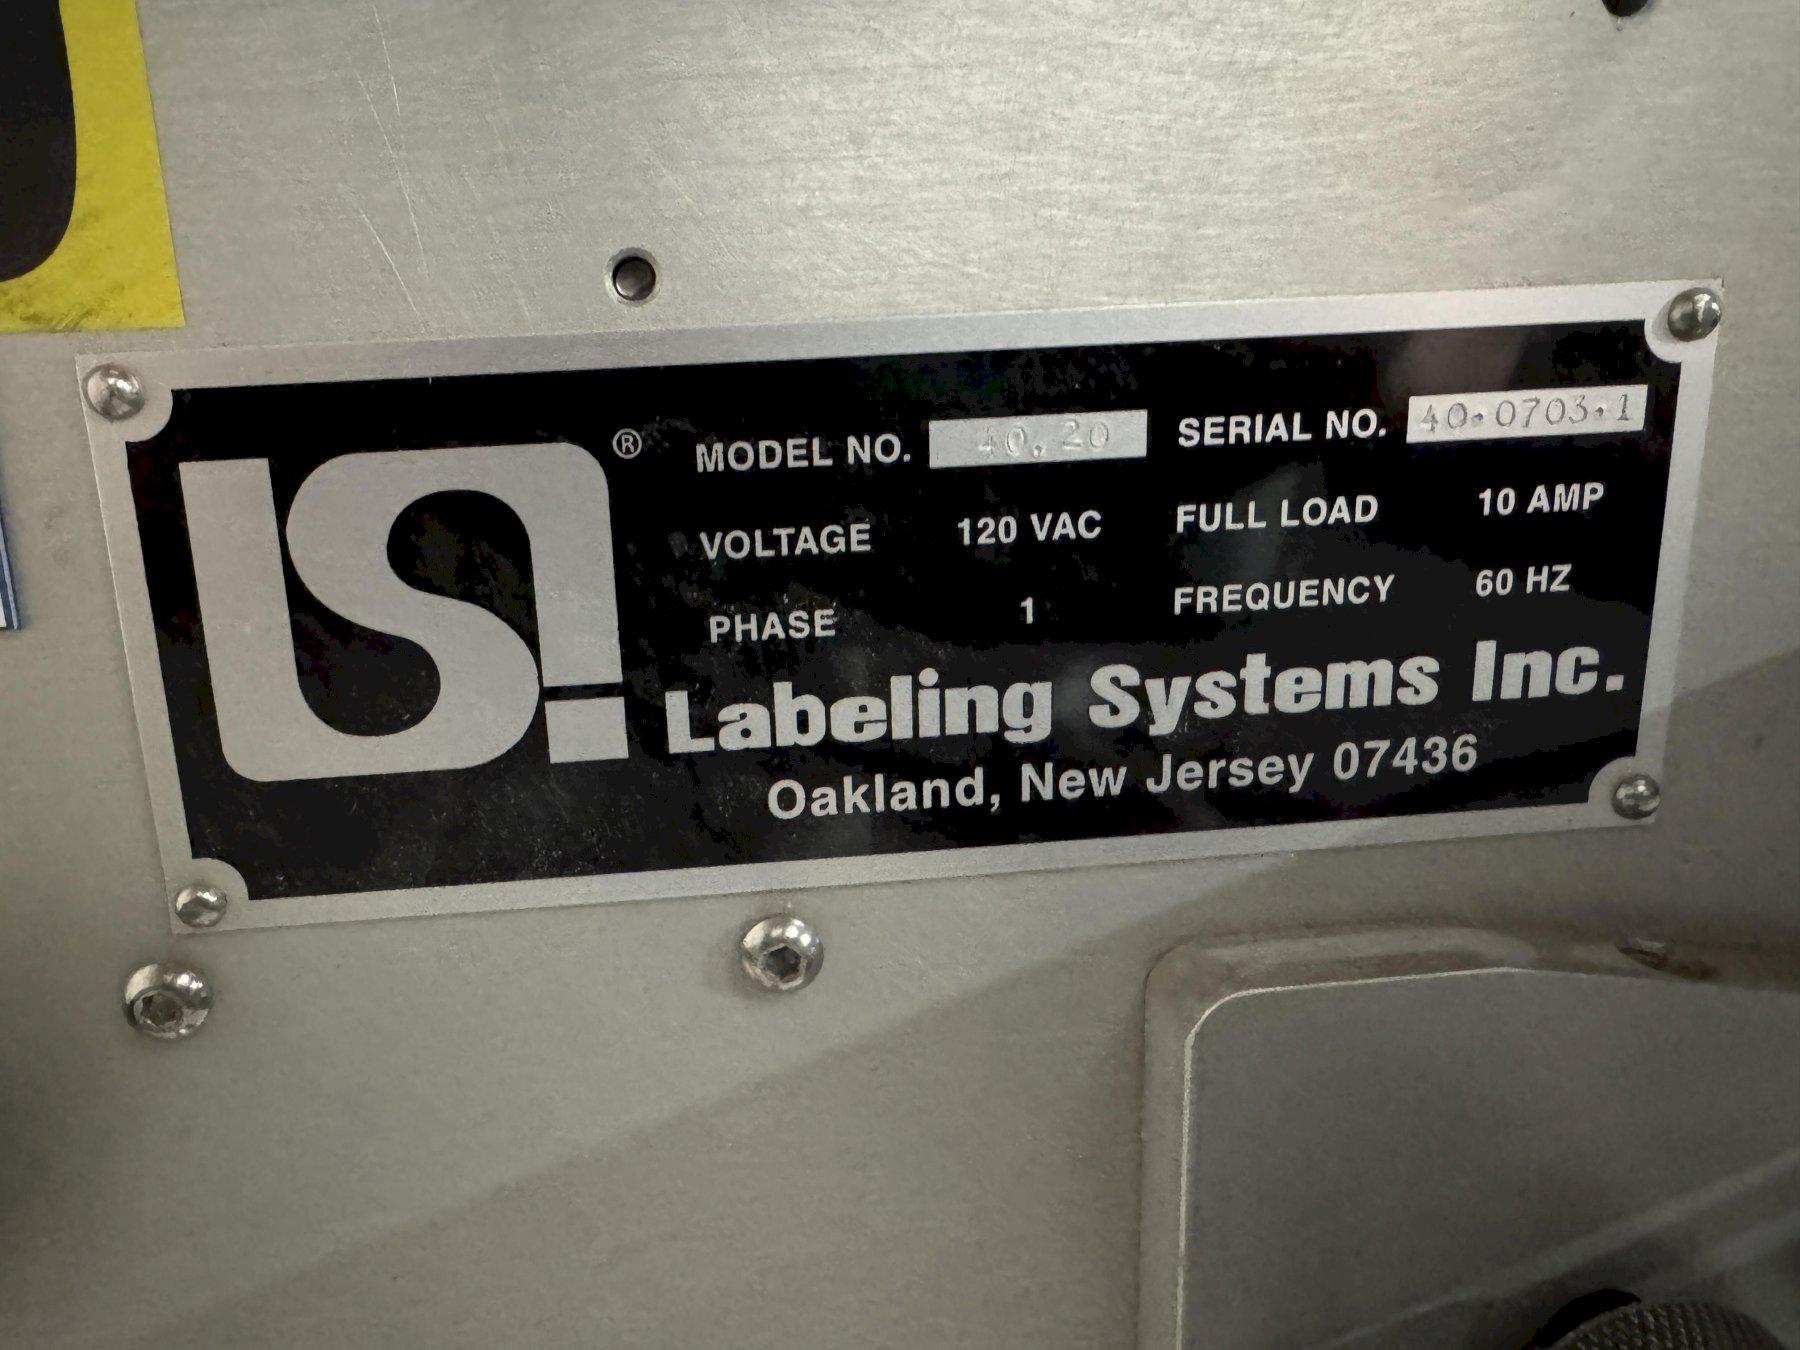 LSI ®
MODEL NO. 40.20 SERIAL NO. 40.0703.1
VOLTAGE 120 VAC FULL LOAD 10 AMP
PHASE 1 FREQUENCY 60 HZ
Labeling Systems Inc.
Oakland, New Jersey 07436